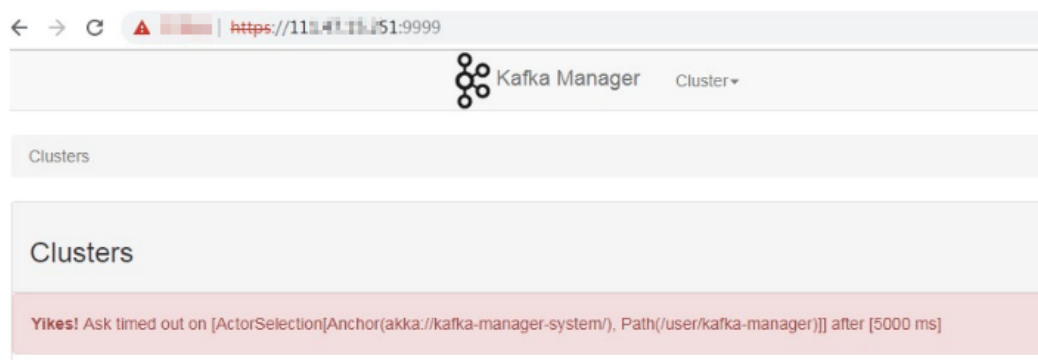 https://11 51:9999
Kafka Manager Cluster
Clusters
Clusters
Yikes! Ask timed out on [ActorSelection[Anchor(akka://kafka-manager-system/), Path(/user/kafka-manager)]] after [5000 ms]